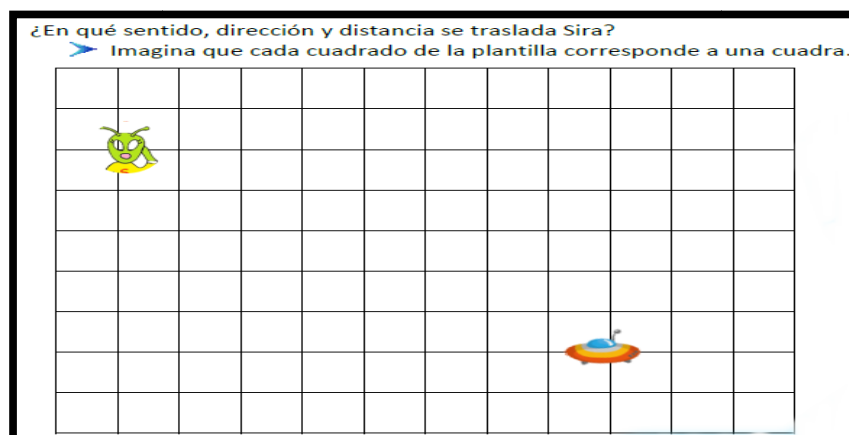 ¿En qué sentido, dirección y distancia se traslada Sira?
Imagina que cada cuadrado de la plantilla corresponde a una cuadra.